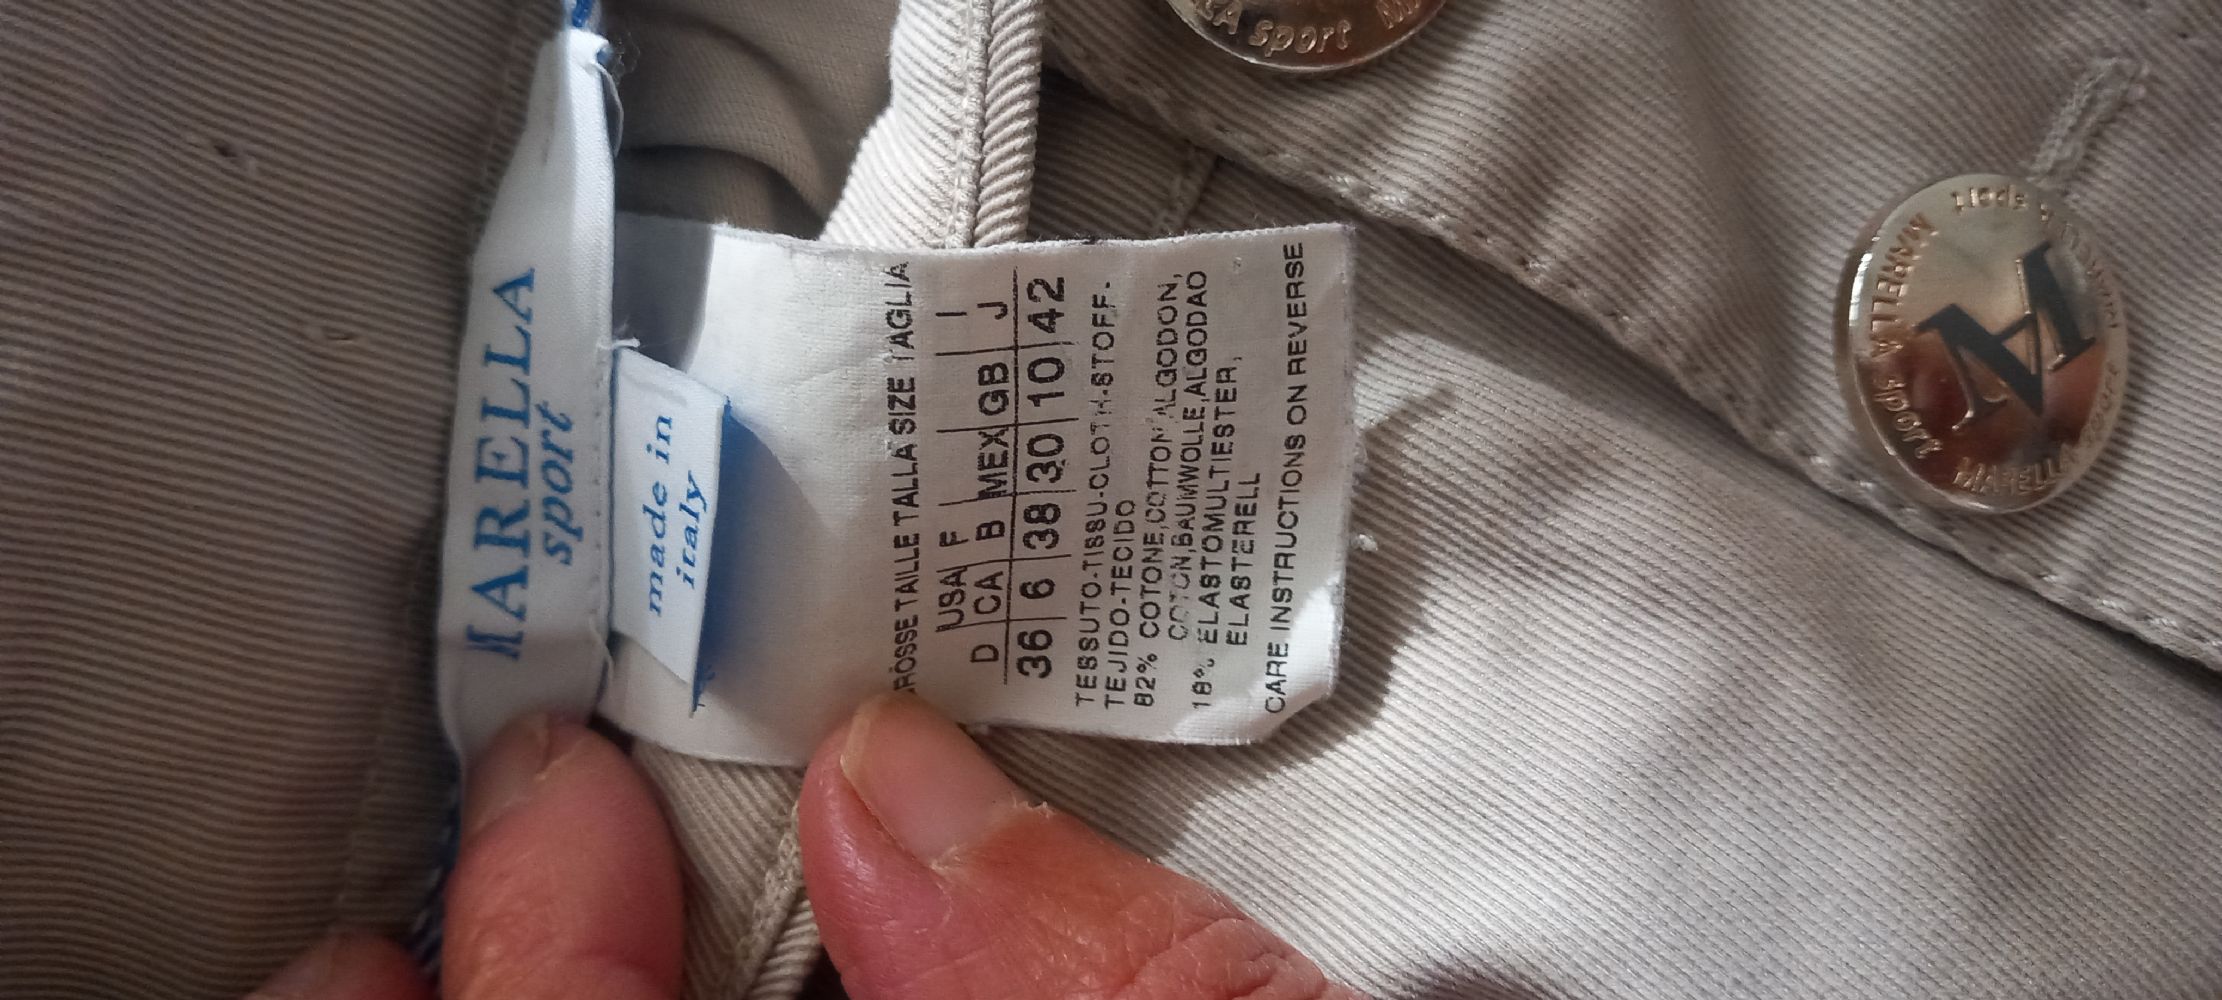 MARELLA
sport
made in
italy
GRÖSSE TAILLE TALLA SIZE TAGLIA
USA F I
D CA B MEX GB J
36 6 38 30 10 42
TESSUTO-TISSU-CLOTH-STOFF-
TEJIDO-TECIDO
82% COTONE,COTTON,ALGODON,
COTON,BAUMWOLLE,ALGODAO
18% ELASTOMULTIESTER,
ELASTERELL
CARE INSTRUCTIONS ON REVERSE
sport
M
MARELLA sport
MARELLA